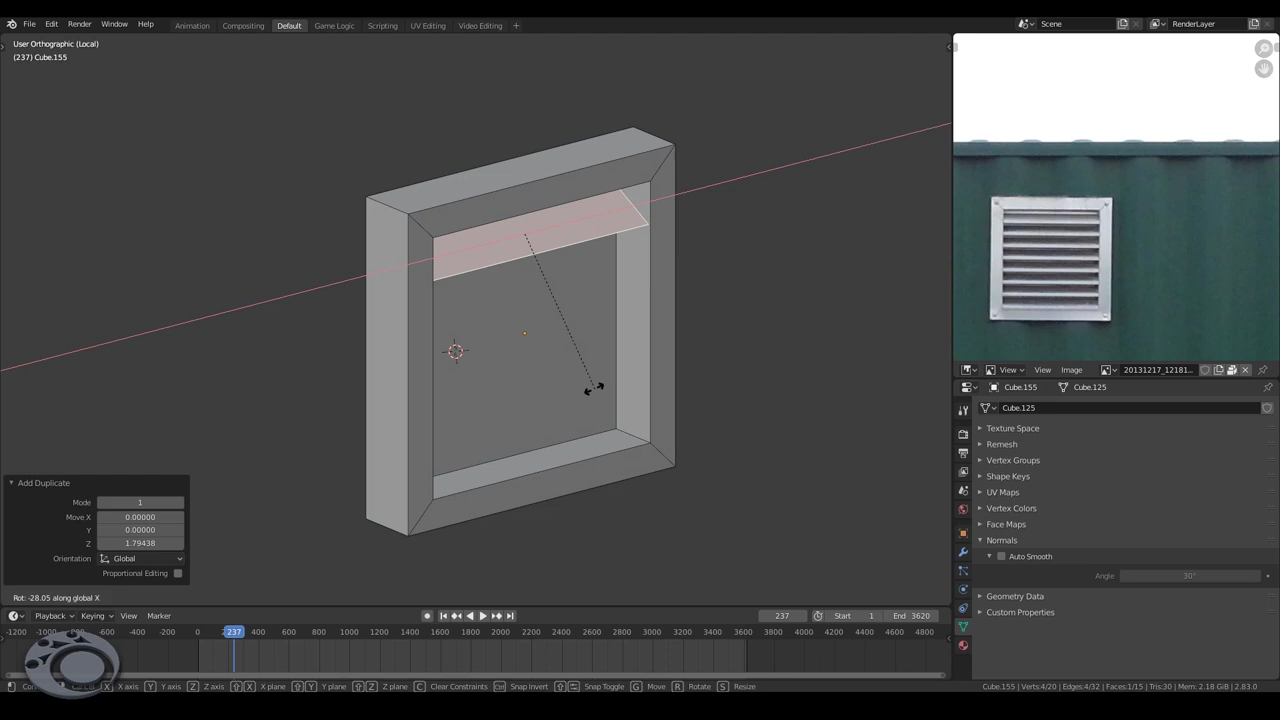 File Edit Render Window Help
Animation Compositing Default Game Logic Scripting UV Editing Video Editing +
Scene
RenderLayer
User Orthographic (Local)
(237) Cube.155
View View Image 20131217_12181...
Cube.155 Cube.125
Cube.125
Texture Space
Remesh
Vertex Groups
Shape Keys
UV Maps
Vertex Colors
Face Maps
Normals
Auto Smooth
Angle 30°
Geometry Data
Custom Properties
Add Duplicate
Mode 1
Move X 0.00000
Y 0.00000
Z 1.79438
Orientation Global
Proportional Editing
Rot: -28.05 along global X
Playback Keying View Marker 237 Start 1 End 3620
-1200 -1000 -800 -600 -400 -200 0 237 400 600 800 1000 1200 1400 1600 1800 2000 2200 2400 2600 2800 3000 3200 3400 3600 3800 4000 4200 4400 4600 4800
X X axis Y Y axis Z Z axis X X plane Y Y plane Z Z plane C Clear Constraints Ctrl Snap Invert Snap Toggle G Move R Rotate S Resize
Cube.155 | Verts:4/20 | Edges:4/32 | Faces:1/15 | Tris:30 | Mem: 2.18 GiB | 2.83.0